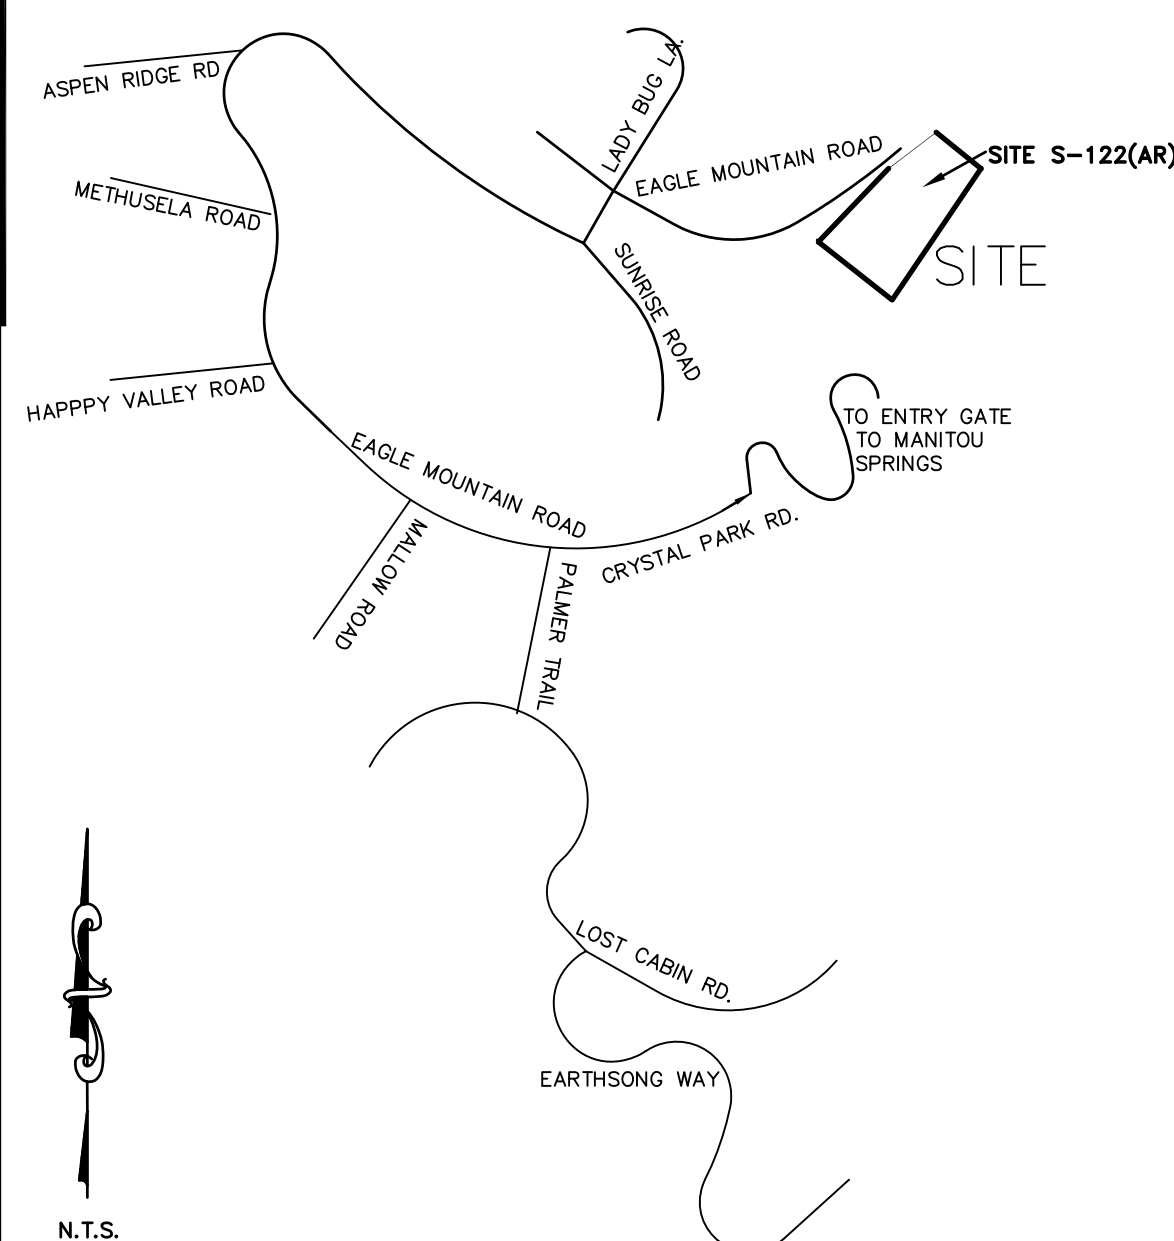 ASPEN RIDGE RD
LADY BUG LA.
EAGLE MOUNTAIN ROAD
SITE S-122(AR)
METHUSELA ROAD
SITE
SUNRISE ROAD
HAPPPY VALLEY ROAD
TO ENTRY GATE
TO MANITOU
SPRINGS
EAGLE MOUNTAIN ROAD
CRYSTAL PARK RD.
MALLOW ROAD
PALMER TRAIL
LOST CABIN RD.
EARTHSONG WAY
N.T.S.